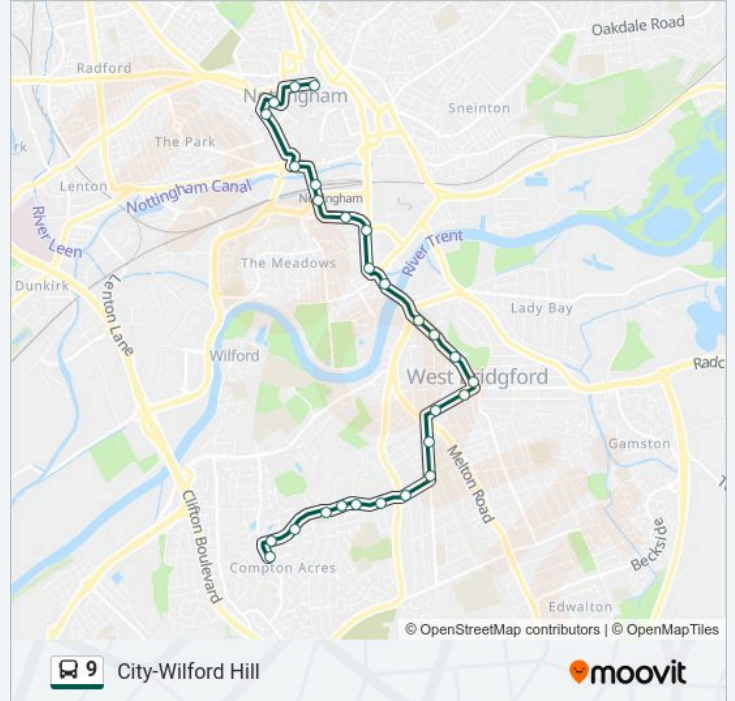 Oakdale Road
Radford
Nottingham
Sneinton
The Park
rk
Lenton
Nottingham Canal
River Leen
River Trent
The Meadows
Dunkirk
Lenton Lane
Lady Bay
Wilford
Radc
West Bridgford
Gamston
Melton Road
Clifton Boulevard
Beckside
Compton Acres
Edwalton
© OpenStreetMap contributors | © OpenMapTiles
9 City-Wilford Hill
moovit